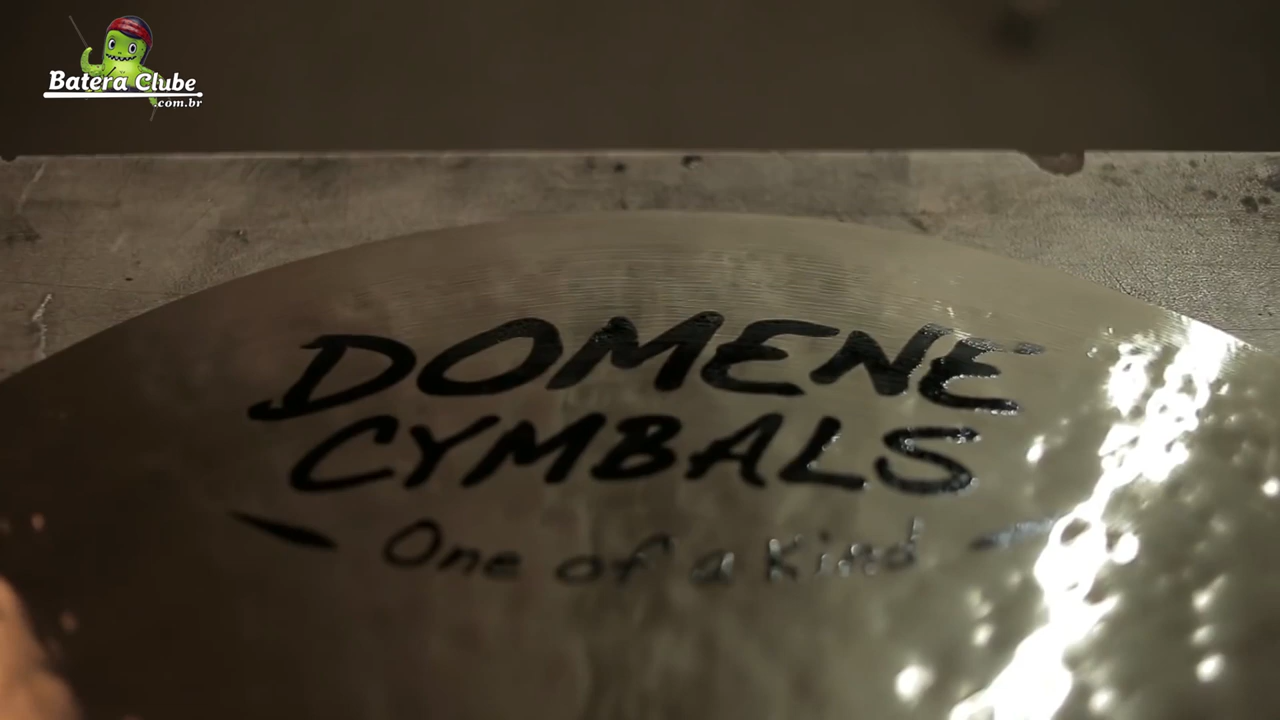 Batera Clube
.com.br
DOMENE
CYMBALS
One of a Kind